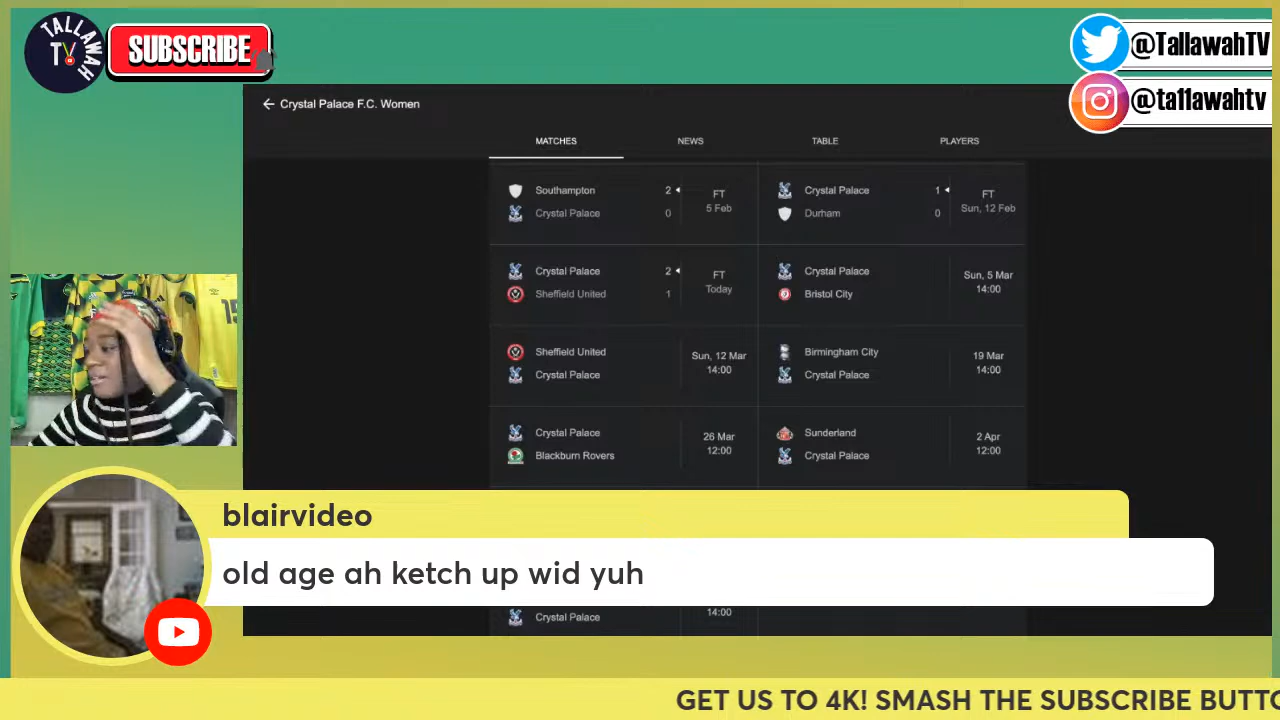 TALLAWAH
TV
SUBSCRIBE
@TallawahTV
@ta11awahtv
← Crystal Palace F.C. Women
MATCHES NEWS TABLE PLAYERS
Southampton 2
Crystal Palace 0
FT
5 Feb
Crystal Palace 1
Durham 0
FT
Sun, 12 Feb
Crystal Palace 2
Sheffield United 1
FT
Today
Crystal Palace
Bristol City
Sun, 5 Mar
14:00
Sheffield United
Crystal Palace
Sun, 12 Mar
14:00
Birmingham City
Crystal Palace
19 Mar
14:00
Crystal Palace
Blackburn Rovers
26 Mar
12:00
Sunderland
Crystal Palace
2 Apr
12:00
blairvideo
old age ah ketch up wid yuh
Crystal Palace
14:00
GET US TO 4K! SMASH THE SUBSCRIBE BUTTO